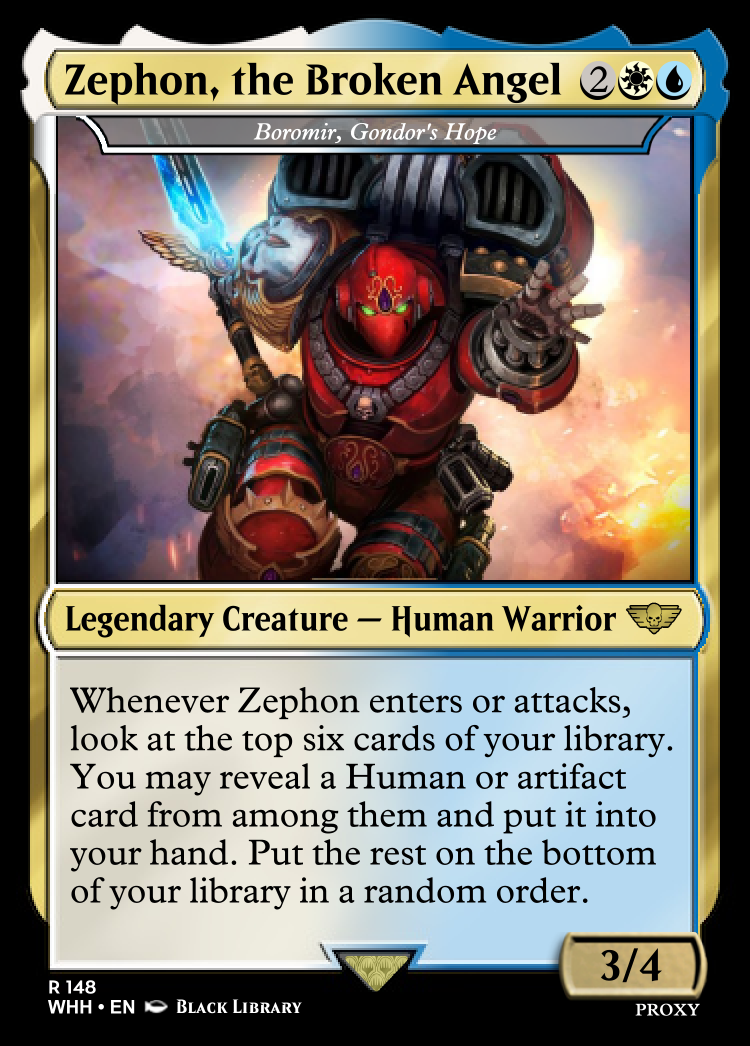 Zephon, the Broken Angel 2
Boromir, Gondor's Hope
Legendary Creature — Human Warrior
Whenever Zephon enters or attacks,
look at the top six cards of your library.
You may reveal a Human or artifact
card from among them and put it into
your hand. Put the rest on the bottom
of your library in a random order.
3/4
R 148
WHH • EN BLACK LIBRARY
PROXY